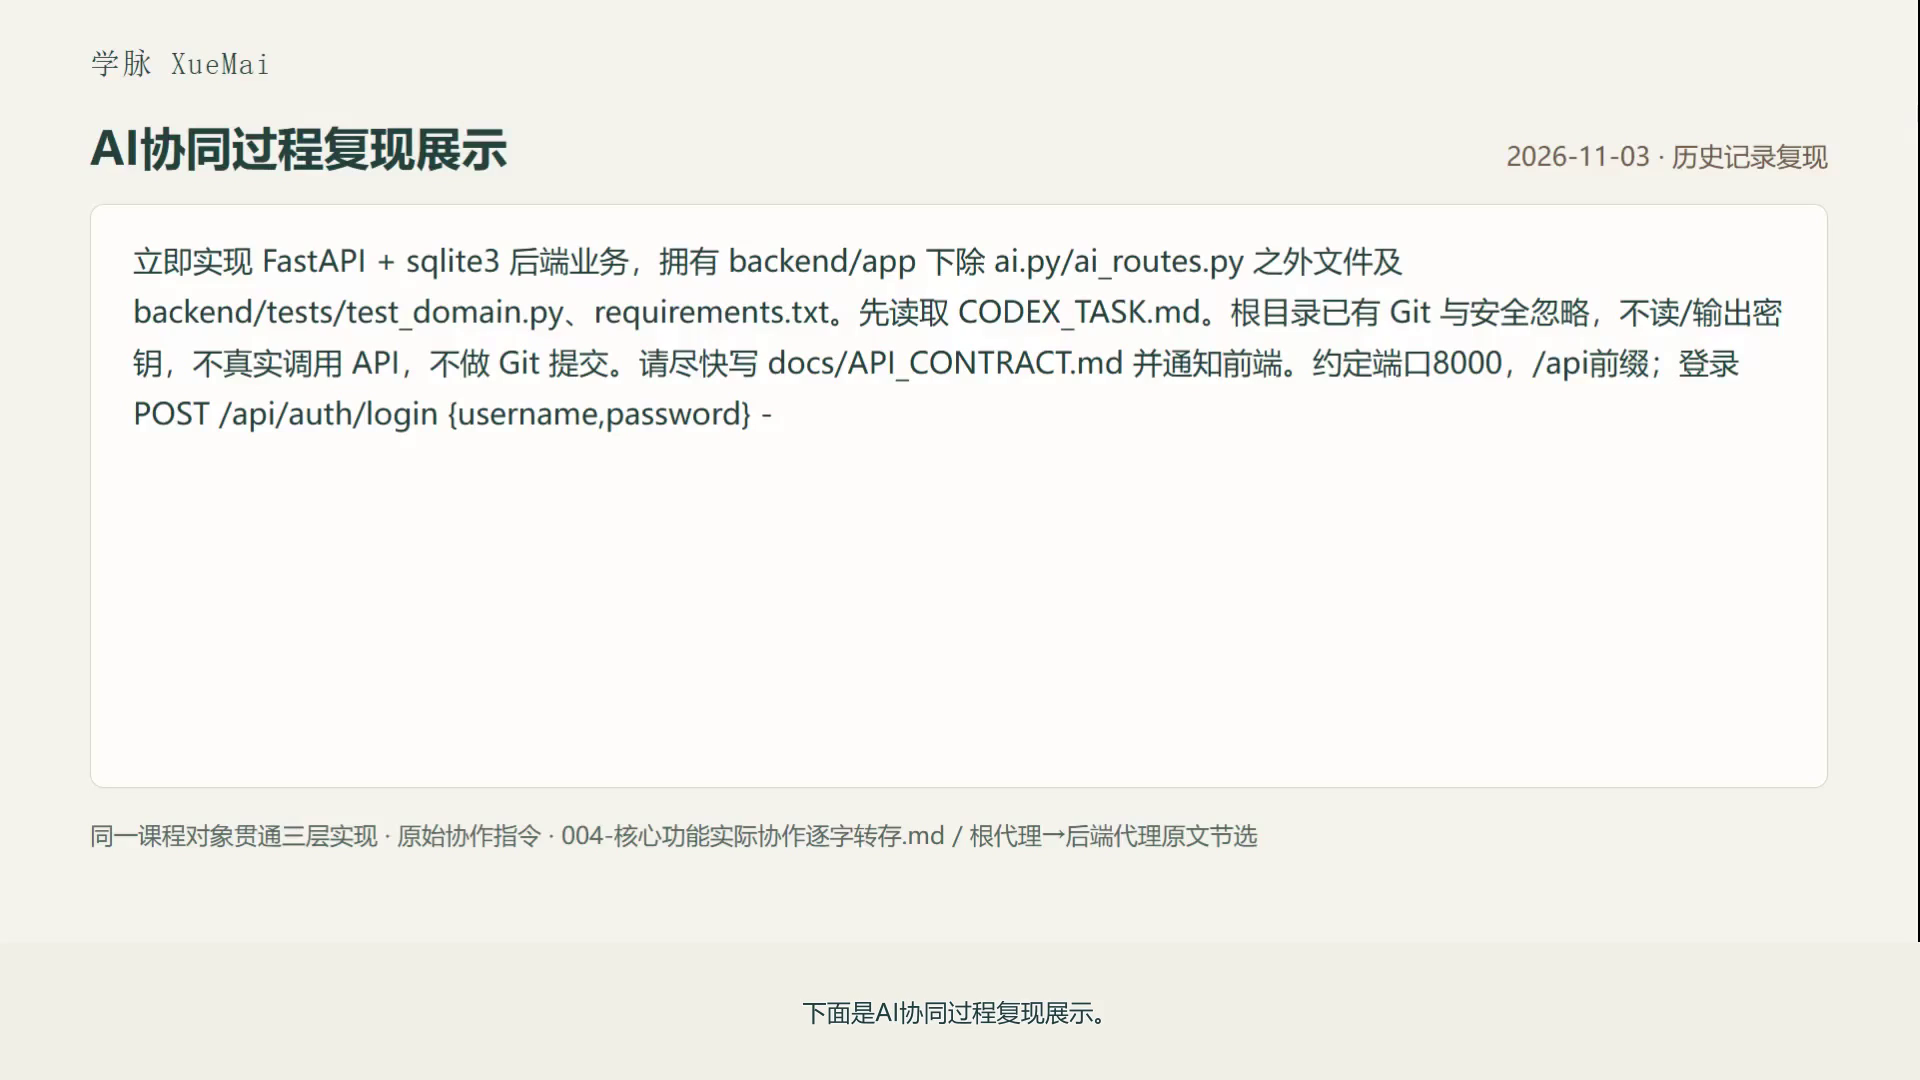 学脉 XueMai
AI协同过程复现展示
2026-11-03 · 历史记录复现
立即实现 FastAPI + sqlite3 后端业务，拥有 backend/app 下除 ai.py/ai_routes.py 之外文件及
backend/tests/test_domain.py、requirements.txt。先读取 CODEX_TASK.md。根目录已有 Git 与安全忽略，不读/输出密
钥，不真实调用 API，不做 Git 提交。请尽快写 docs/API_CONTRACT.md 并通知前端。约定端口8000，/api前缀；登录
POST /api/auth/login {username,password} -
同一课程对象贯通三层实现 · 原始协作指令 · 004-核心功能实际协作逐字转存.md / 根代理→后端代理原文节选
下面是AI协同过程复现展示。